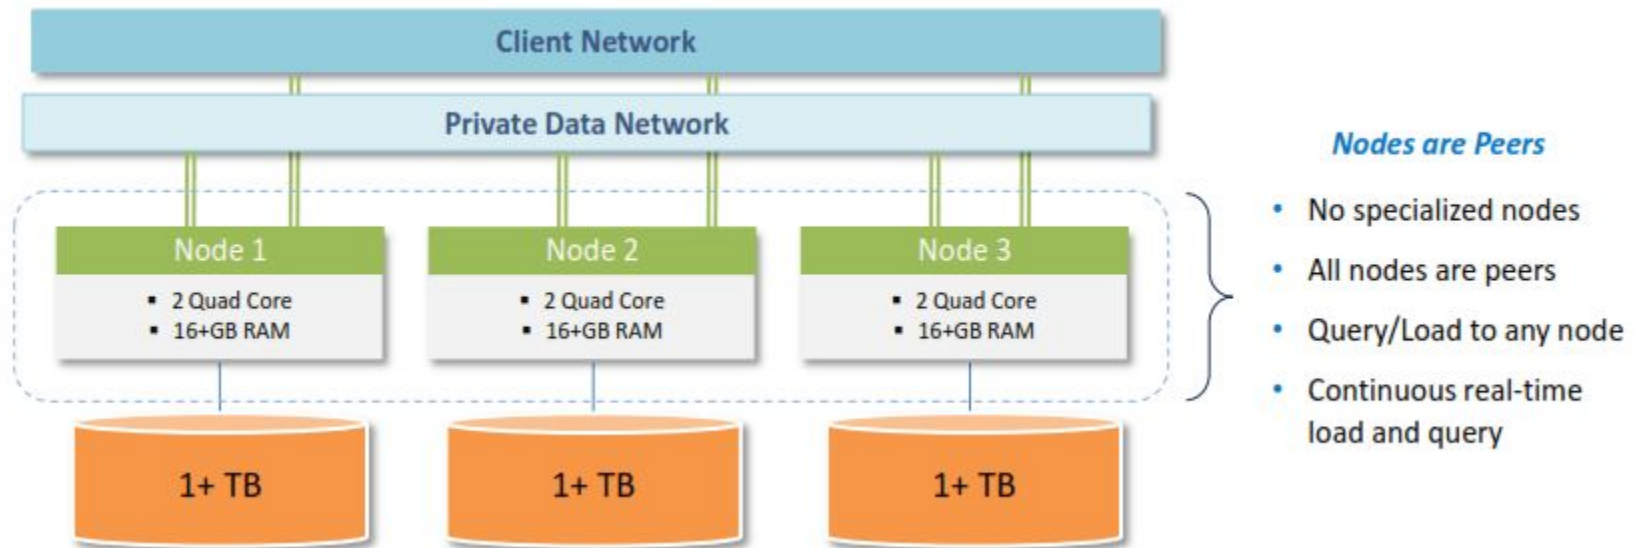 Client Network
Private Data Network
Node 1
▪ 2 Quad Core
▪ 16+GB RAM
1+ TB
Node 2
▪ 2 Quad Core
▪ 16+GB RAM
1+ TB
Node 3
▪ 2 Quad Core
▪ 16+GB RAM
1+ TB
Nodes are Peers
• No specialized nodes
• All nodes are peers
• Query/Load to any node
• Continuous real-time
load and query